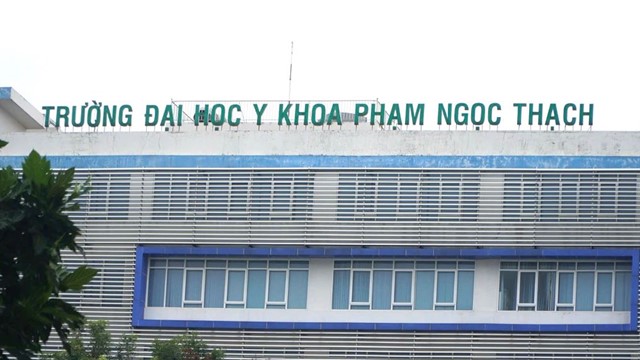 TRƯỜNG ĐẠI HỌC Y KHOA PHẠM NGỌC THẠCH